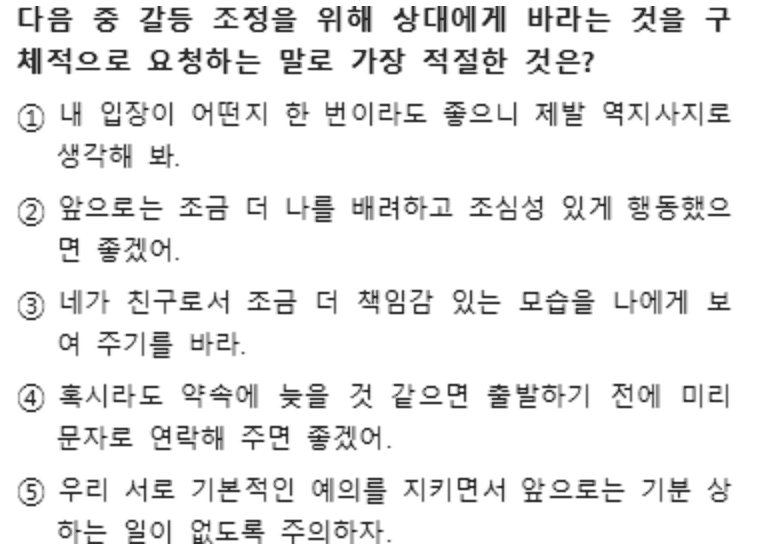 다음 중 갈등 조정을 위해 상대에게 바라는 것을 구
체적으로 요청하는 말로 가장 적절한 것은?
① 내 입장이 어떤지 한 번이라도 좋으니 제발 역지사지로
생각해 봐.
② 앞으로는 조금 더 나를 배려하고 조심성 있게 행동했으
면 좋겠어.
③ 네가 친구로서 조금 더 책임감 있는 모습을 나에게 보
여 주기를 바라.
④ 혹시라도 약속에 늦을 것 같으면 출발하기 전에 미리
문자로 연락해 주면 좋겠어.
⑤ 우리 서로 기본적인 예의를 지키면서 앞으로는 기분 상
하는 일이 없도록 주의하자.